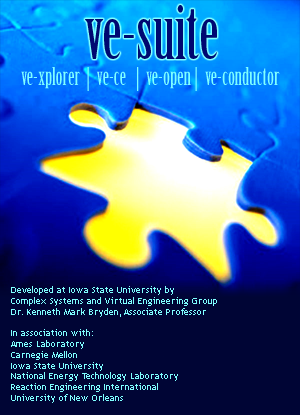 ve-suite
ve-xplorer | ve-ce | ve-open | ve-conductor
Developed at Iowa State University by
Complex Systems and Virtual Engineering Group
Dr. Kenneth Mark Bryden, Associate Professor
In association with:
Ames Laboratory
Carnegie Mellon
Iowa State University
National Energy Technology Laboratory
Reaction Engineering International
University of New Orleans